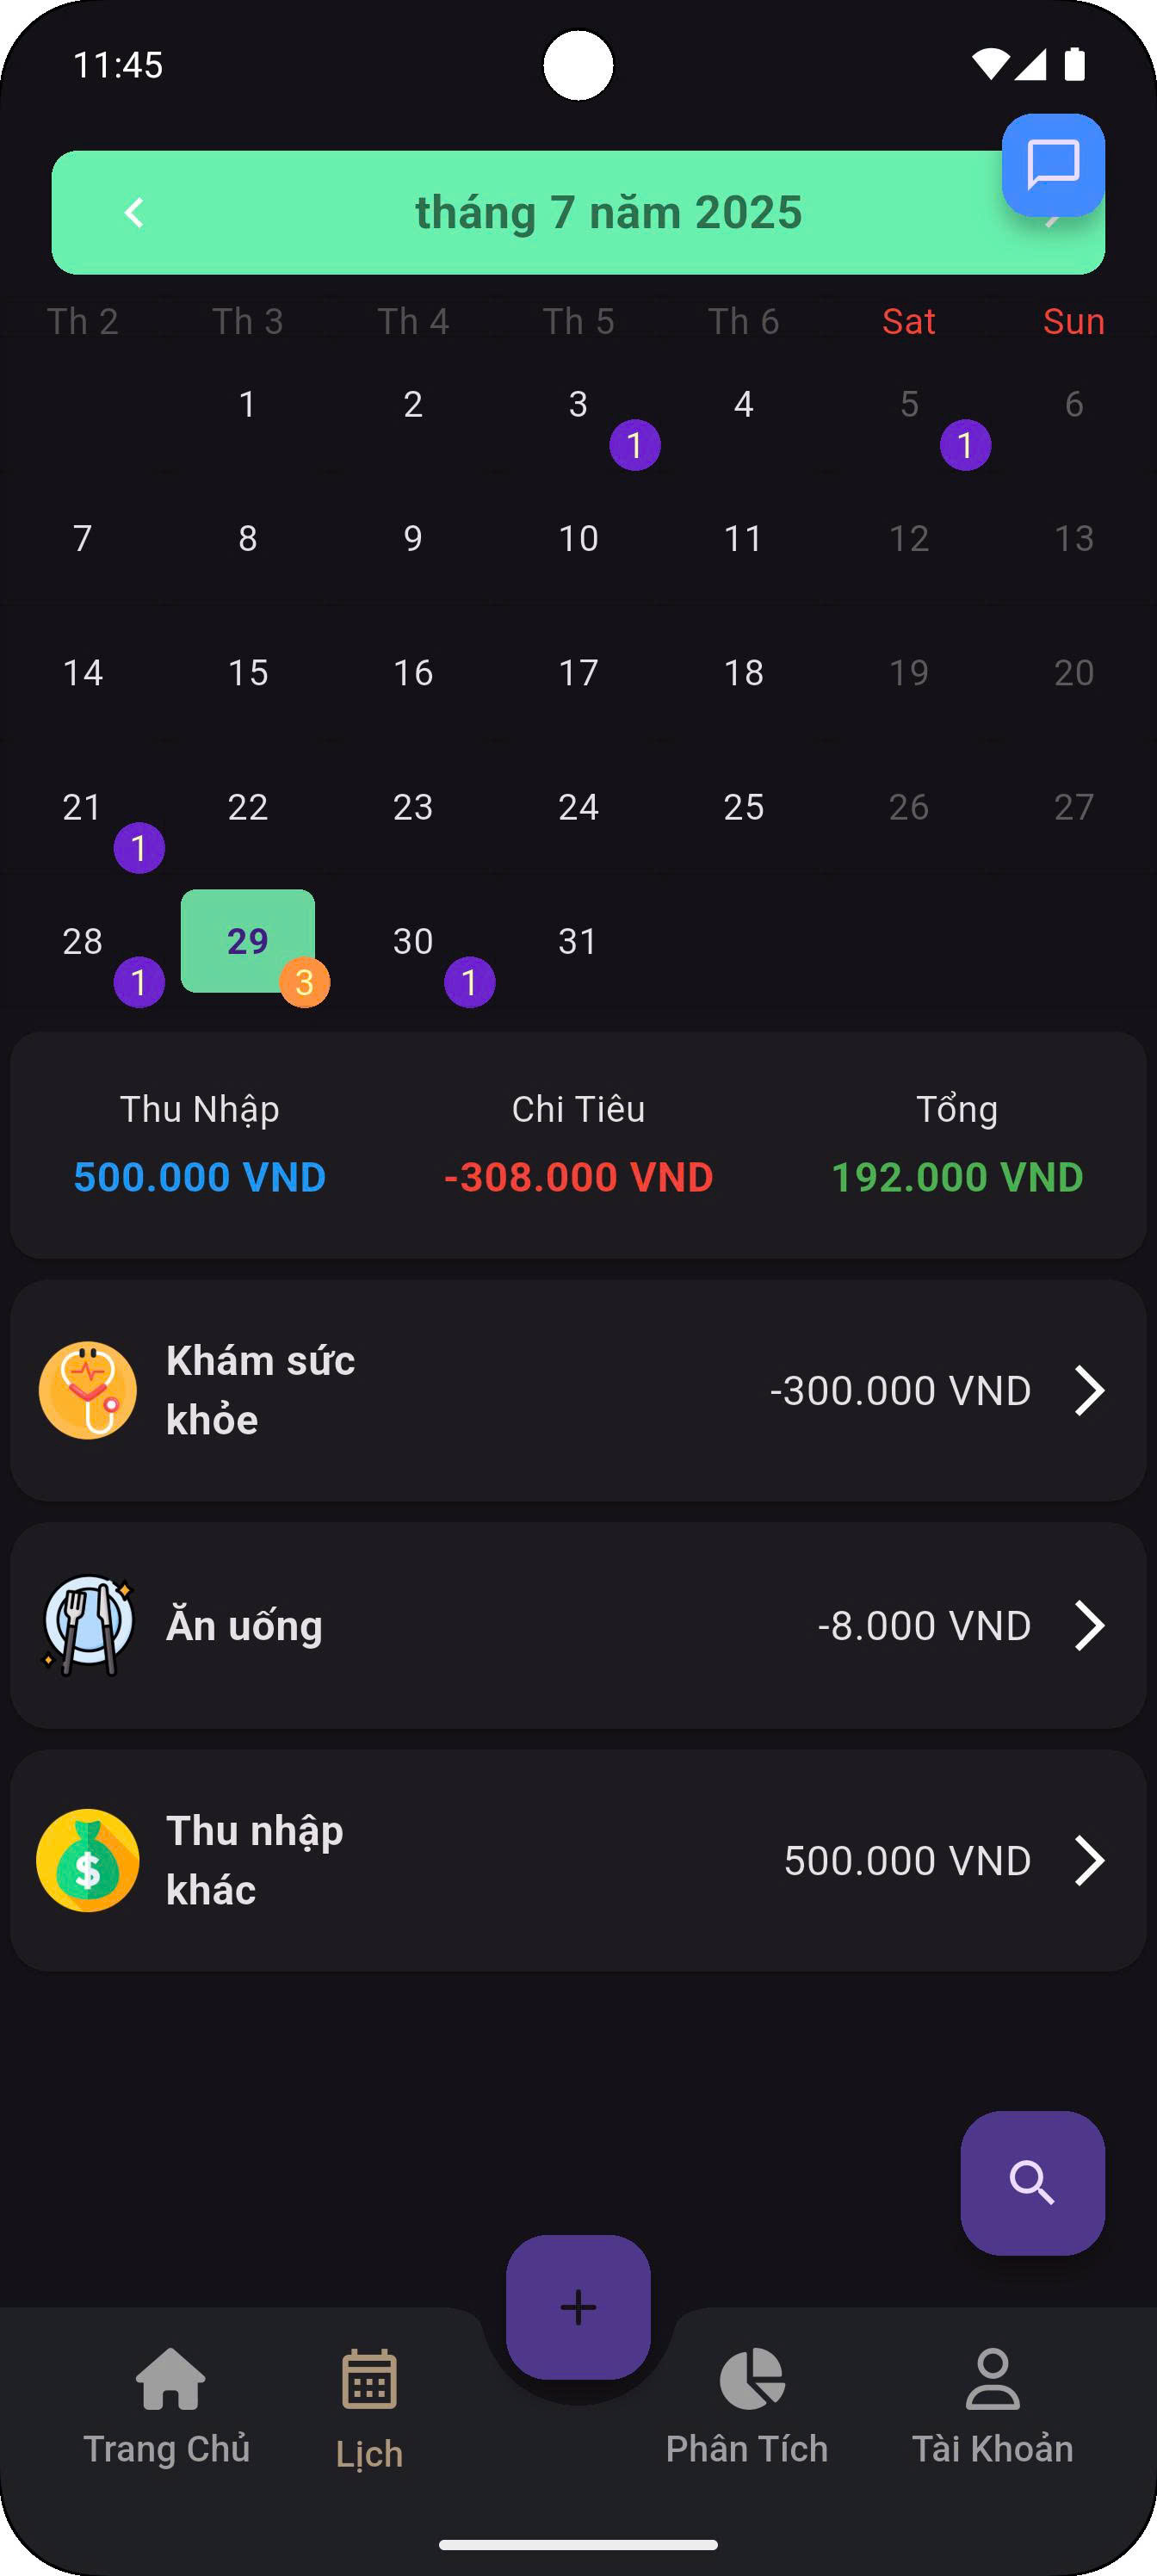 11:45
tháng 7 năm 2025
Th 2 Th 3 Th 4 Th 5 Th 6 Sat Sun
1 2 3 4 5 6
1 1
7 8 9 10 11 12 13
14 15 16 17 18 19 20
21 22 23 24 25 26 27
1
28 29 30 31
1 3 1
Thu Nhập Chi Tiêu Tổng
500.000 VND -308.000 VND 192.000 VND
Khám sức
khỏe
-300.000 VND
Ăn uống -8.000 VND
Thu nhập
khác
500.000 VND
Trang Chủ Lịch Phân Tích Tài Khoản